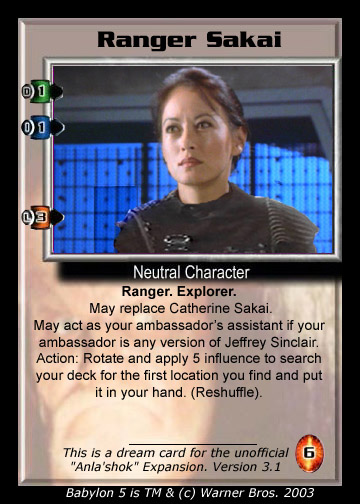 Ranger Sakai
D 1
D 1
L 3
Neutral Character
Ranger. Explorer.
May replace Catherine Sakai.
May act as your ambassador's assistant if your
ambassador is any version of Jeffrey Sinclair.
Action: Rotate and apply 5 influence to search
your deck for the first location you find and put
it in your hand. (Reshuffle).
This is a dream card for the unofficial
"Anla'shok" Expansion. Version 3.1
6
Babylon 5 is TM & (c) Warner Bros. 2003